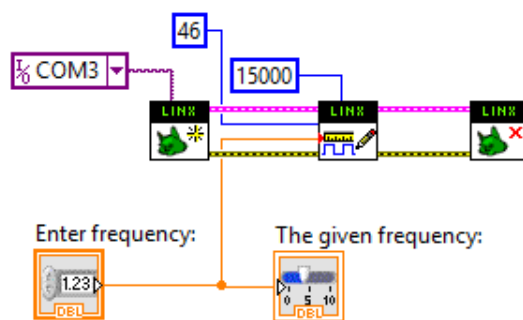 46
I/O COM3
15000
LINX
LINX
LINX
Enter frequency:
The given frequency:
1.23
DBL
0 5 10
DBL